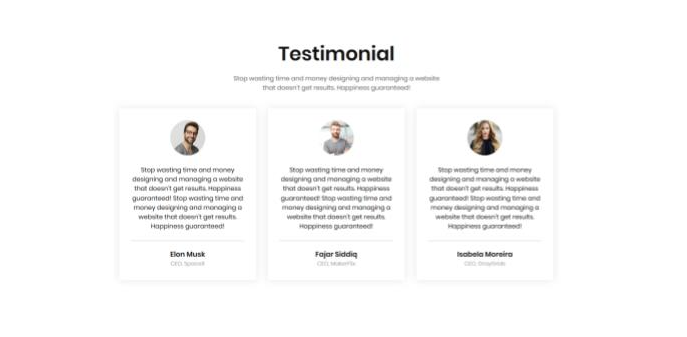 Testimonial
Stop wasting time and money designing and managing a website
that doesn't get results. Happiness guaranteed!
Stop wasting time and money
designing and managing a website
that doesn't get results. Happiness
guaranteed! Stop wasting time and
money designing and managing a
website that doesn't get results.
Happiness guaranteed!
Elon Musk
CEO,
Stop wasting time and money
designing and managing a website
that doesn't get results. Happiness
guaranteed! Stop wasting time and
money designing and managing a
website that doesn't get results.
Happiness guaranteed!
Fajar Siddiq
CEO, MakerFlix
Stop wasting time and money
designing and managing a website
that doesn't get results. Happiness
guaranteed! Stop wasting time and
money designing and managing a
website that doesn't get results.
Happiness guaranteed!
Isabela Moreira
CEO,